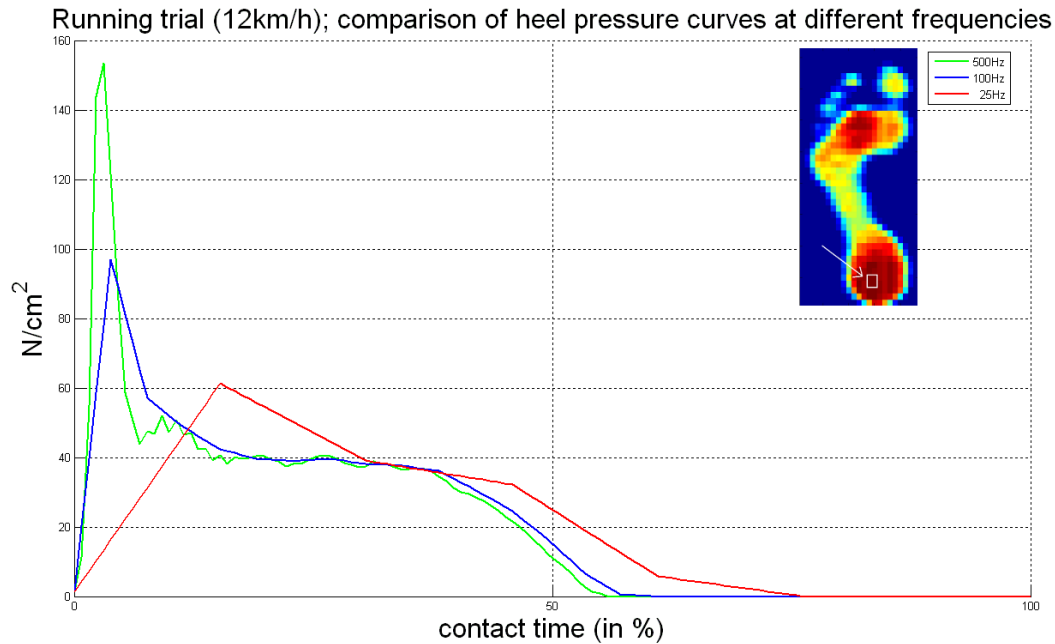 Running trial (12km/h); comparison of heel pressure curves at different frequencies
160
140
120
100
80
60
40
20
0
N/cm²
500Hz
100Hz
25Hz
0
50
100
contact time (in %)